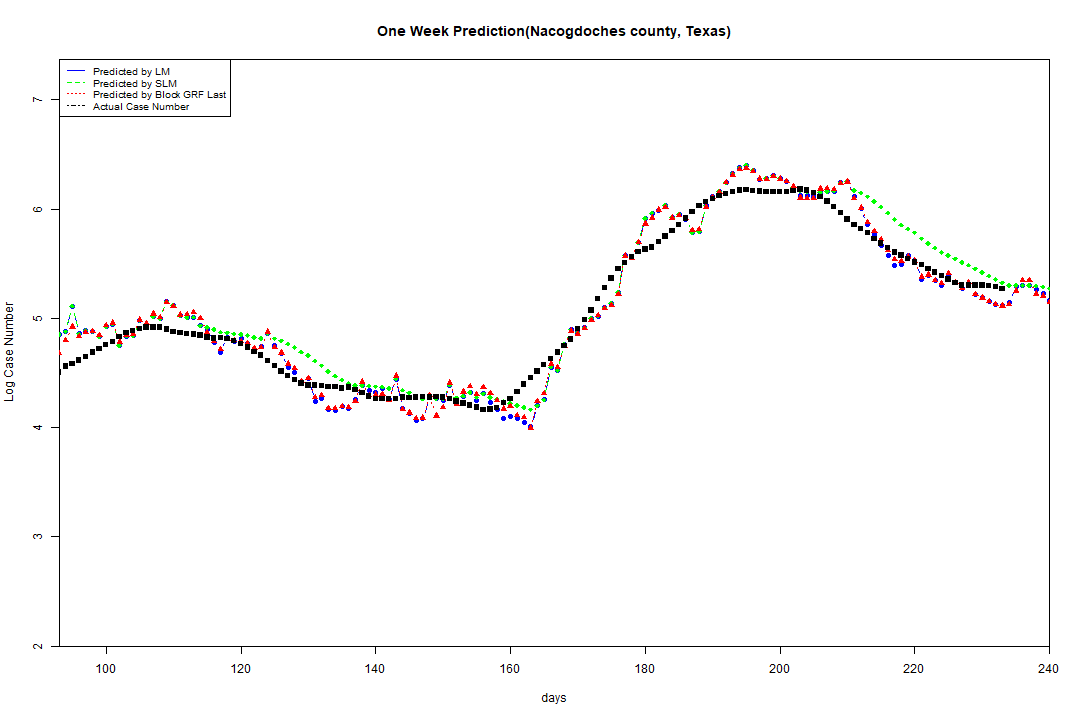 One Week Prediction(Nacogdoches county, Texas)
Predicted by LM
Predicted by SLM
Predicted by Block GRF Last
Actual Case Number
Log Case Number
7
6
5
4
3
2
100 120 140 160 180 200 220 240
days